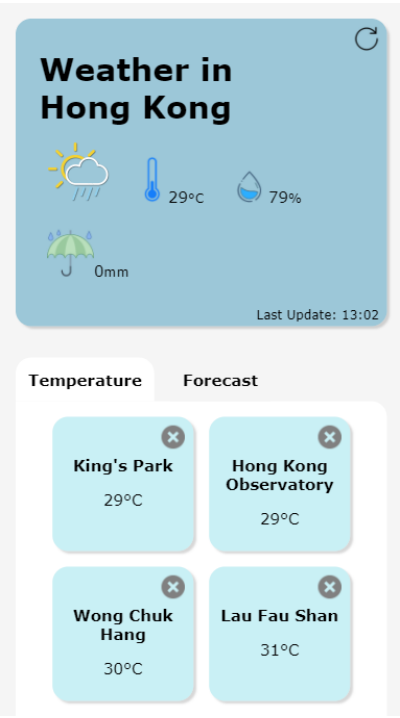 Weather in
Hong Kong
29°C
79%
0mm
Last Update: 13:02
Temperature
Forecast
King's Park
29°C
Hong Kong
Observatory
29°C
Wong Chuk
Hang
30°C
Lau Fau Shan
31°C